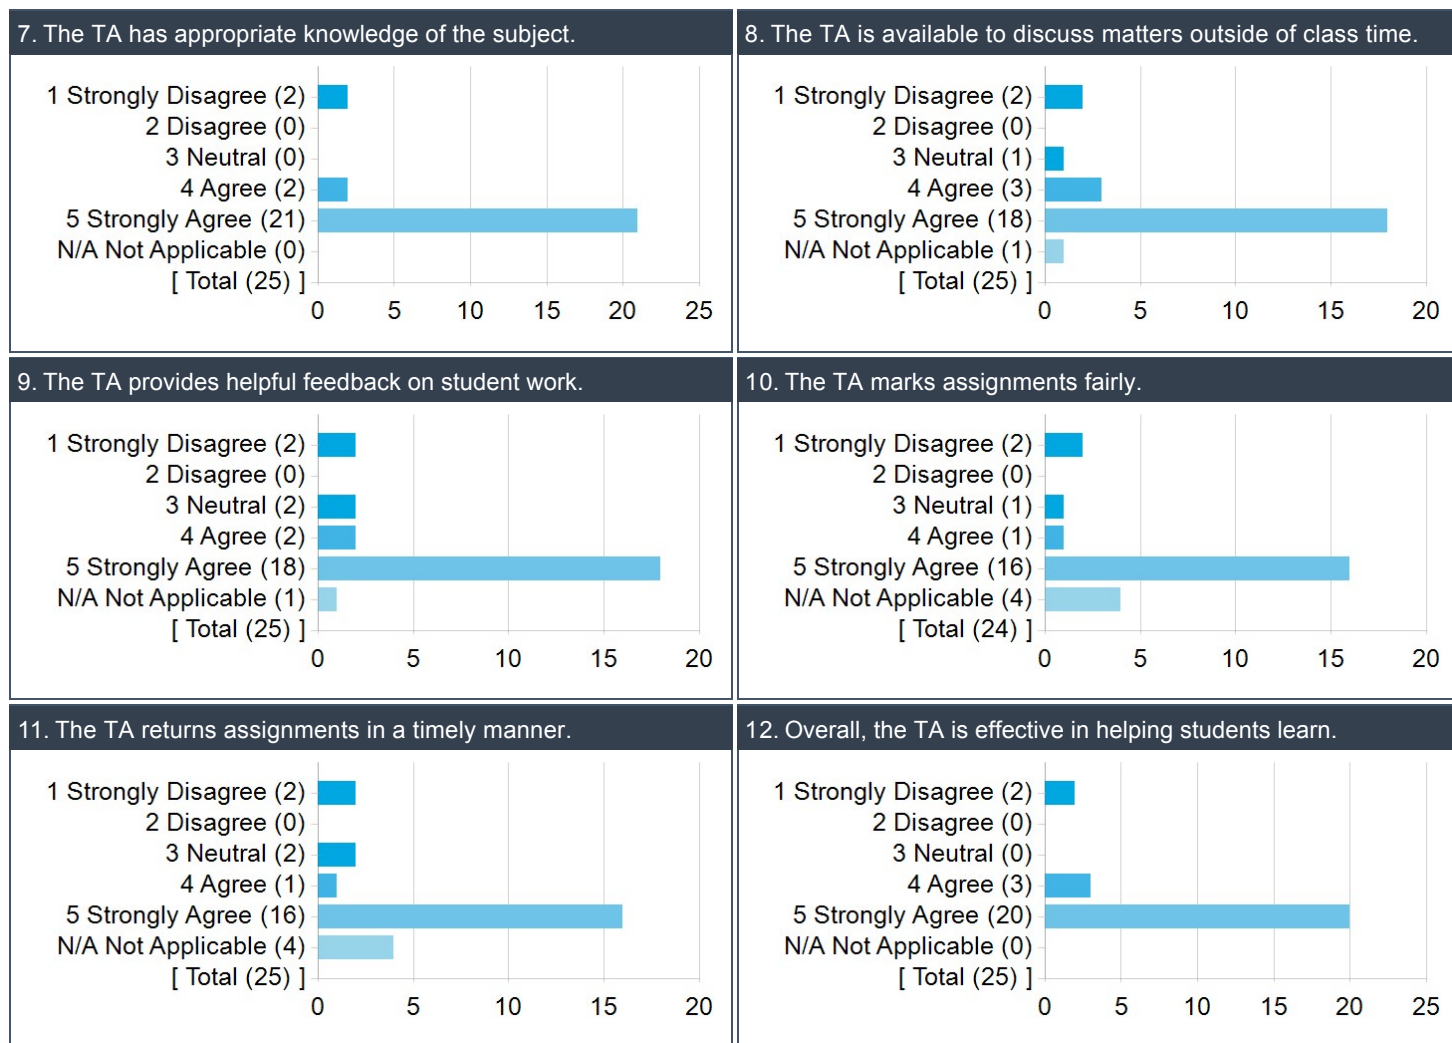 7. The TA has appropriate knowledge of the subject.
1 Strongly Disagree (2)
2 Disagree (0)
3 Neutral (0)
4 Agree (2)
5 Strongly Agree (21)
N/A Not Applicable (0)
[ Total (25) ]
0 5 10 15 20 25
8. The TA is available to discuss matters outside of class time.
1 Strongly Disagree (2)
2 Disagree (0)
3 Neutral (1)
4 Agree (3)
5 Strongly Agree (18)
N/A Not Applicable (1)
[ Total (25) ]
0 5 10 15 20
9. The TA provides helpful feedback on student work.
1 Strongly Disagree (2)
2 Disagree (0)
3 Neutral (2)
4 Agree (2)
5 Strongly Agree (18)
N/A Not Applicable (1)
[ Total (25) ]
0 5 10 15 20
10. The TA marks assignments fairly.
1 Strongly Disagree (2)
2 Disagree (0)
3 Neutral (1)
4 Agree (1)
5 Strongly Agree (16)
N/A Not Applicable (4)
[ Total (24) ]
0 5 10 15 20
11. The TA returns assignments in a timely manner.
1 Strongly Disagree (2)
2 Disagree (0)
3 Neutral (2)
4 Agree (1)
5 Strongly Agree (16)
N/A Not Applicable (4)
[ Total (25) ]
0 5 10 15 20
12. Overall, the TA is effective in helping students learn.
1 Strongly Disagree (2)
2 Disagree (0)
3 Neutral (0)
4 Agree (3)
5 Strongly Agree (20)
N/A Not Applicable (0)
[ Total (25) ]
0 5 10 15 20 25